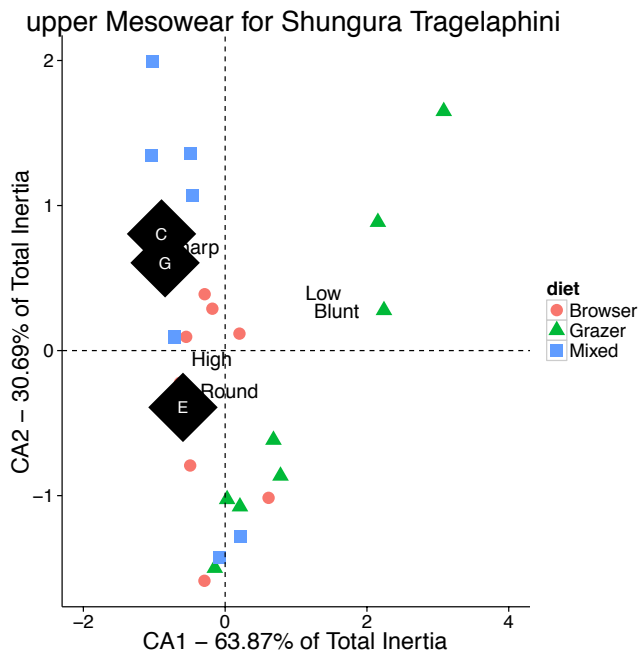 upper Mesowear for Shungura Tragelaphini
CA2 − 30.69% of Total Inertia
2
1
0
−1
C
G
arp
Low
Blunt
High
Round
E
diet
Browser
Grazer
Mixed
−2
0
2
4
CA1 − 63.87% of Total Inertia